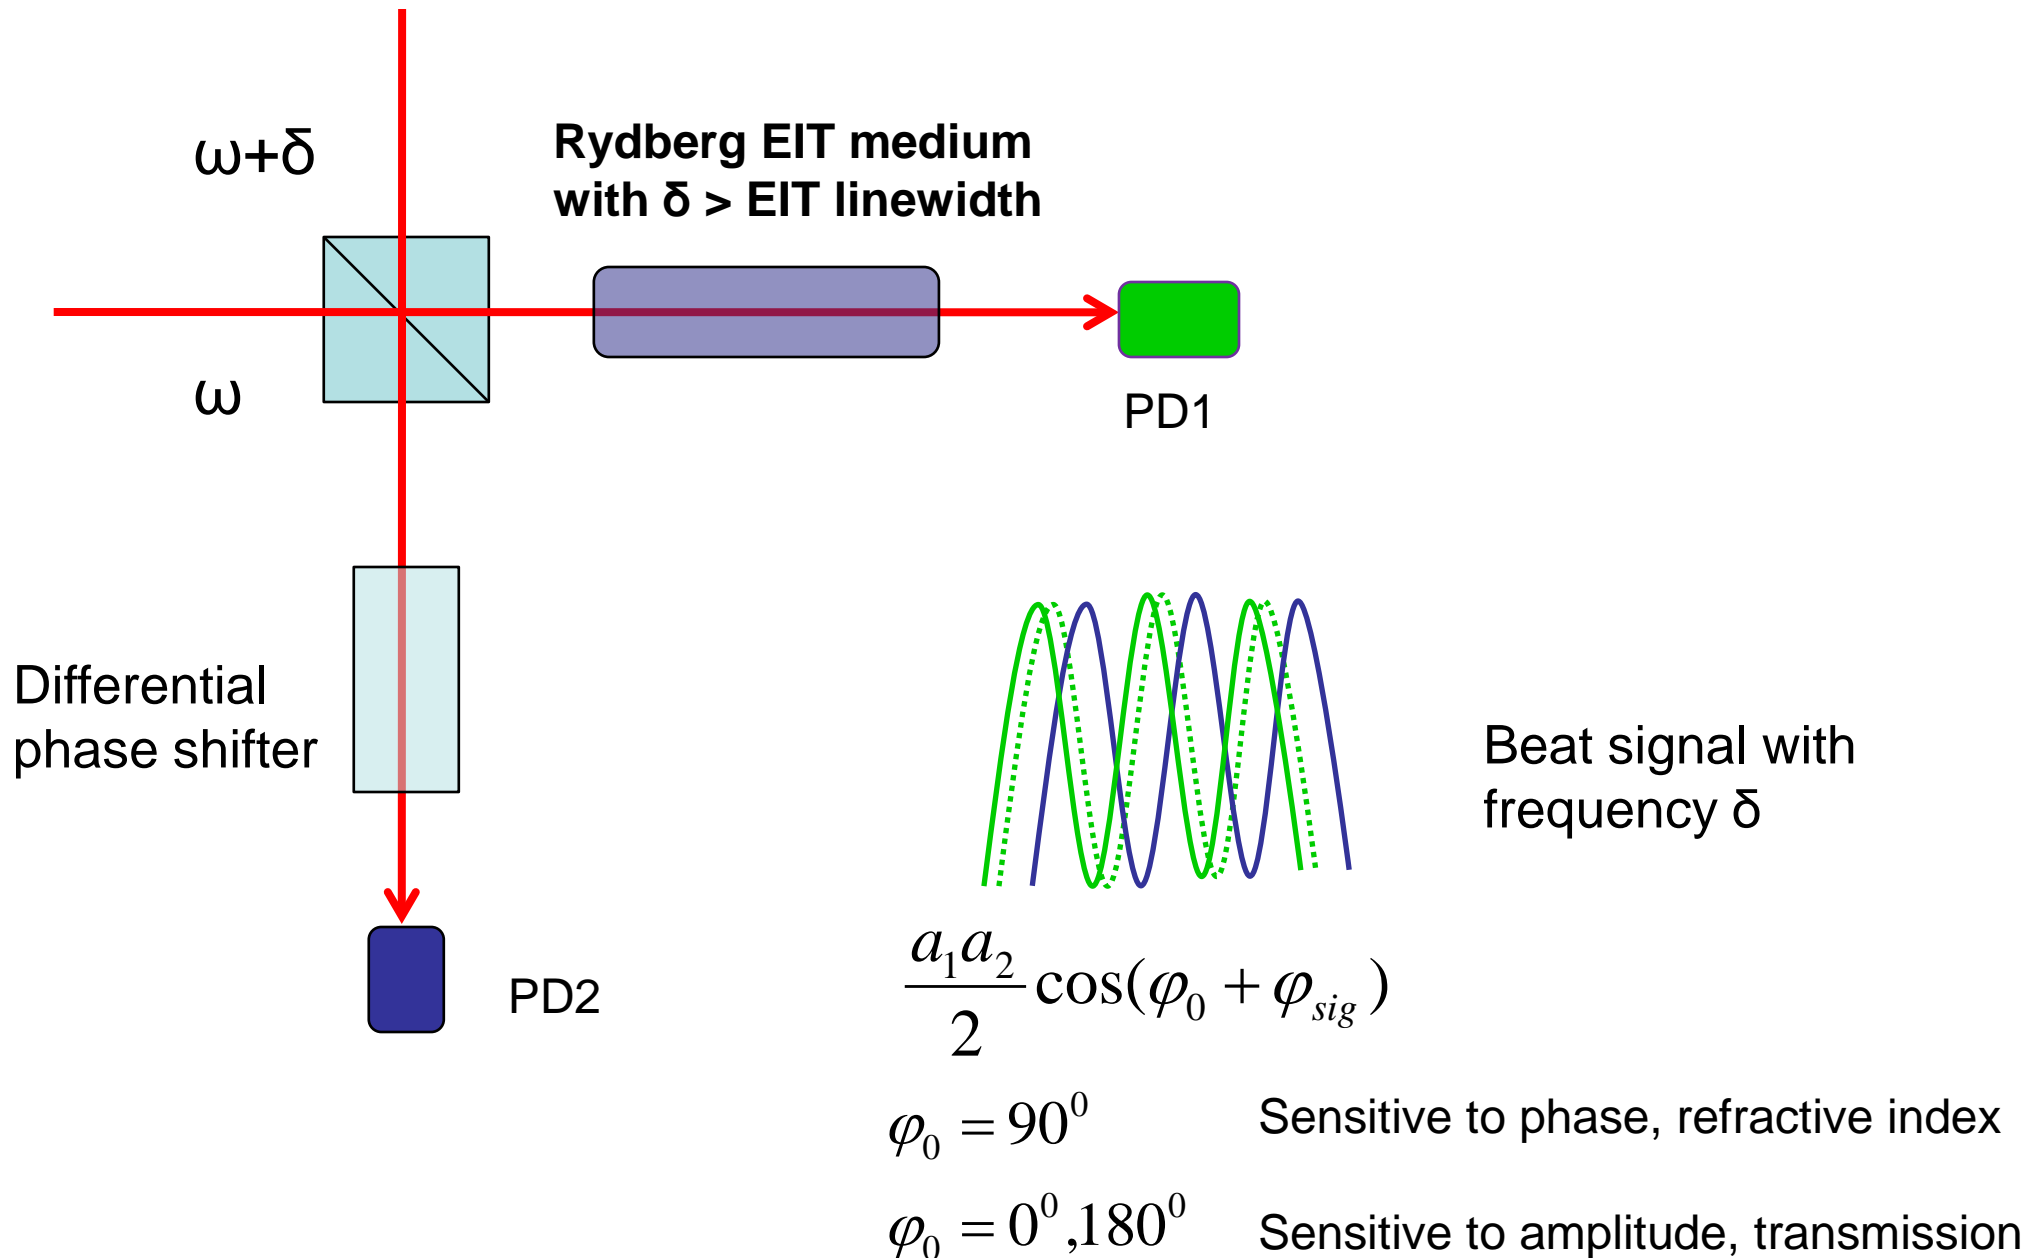 ω+δ
Rydberg EIT medium
with δ > EIT linewidth
ω
PD1
Differential
phase shifter
Beat signal with
frequency δ
PD2
a₁a₂/2 cos(φ₀ + φ_sig)
φ₀ = 90⁰ Sensitive to phase, refractive index
φ₀ = 0⁰,180⁰ Sensitive to amplitude, transmission